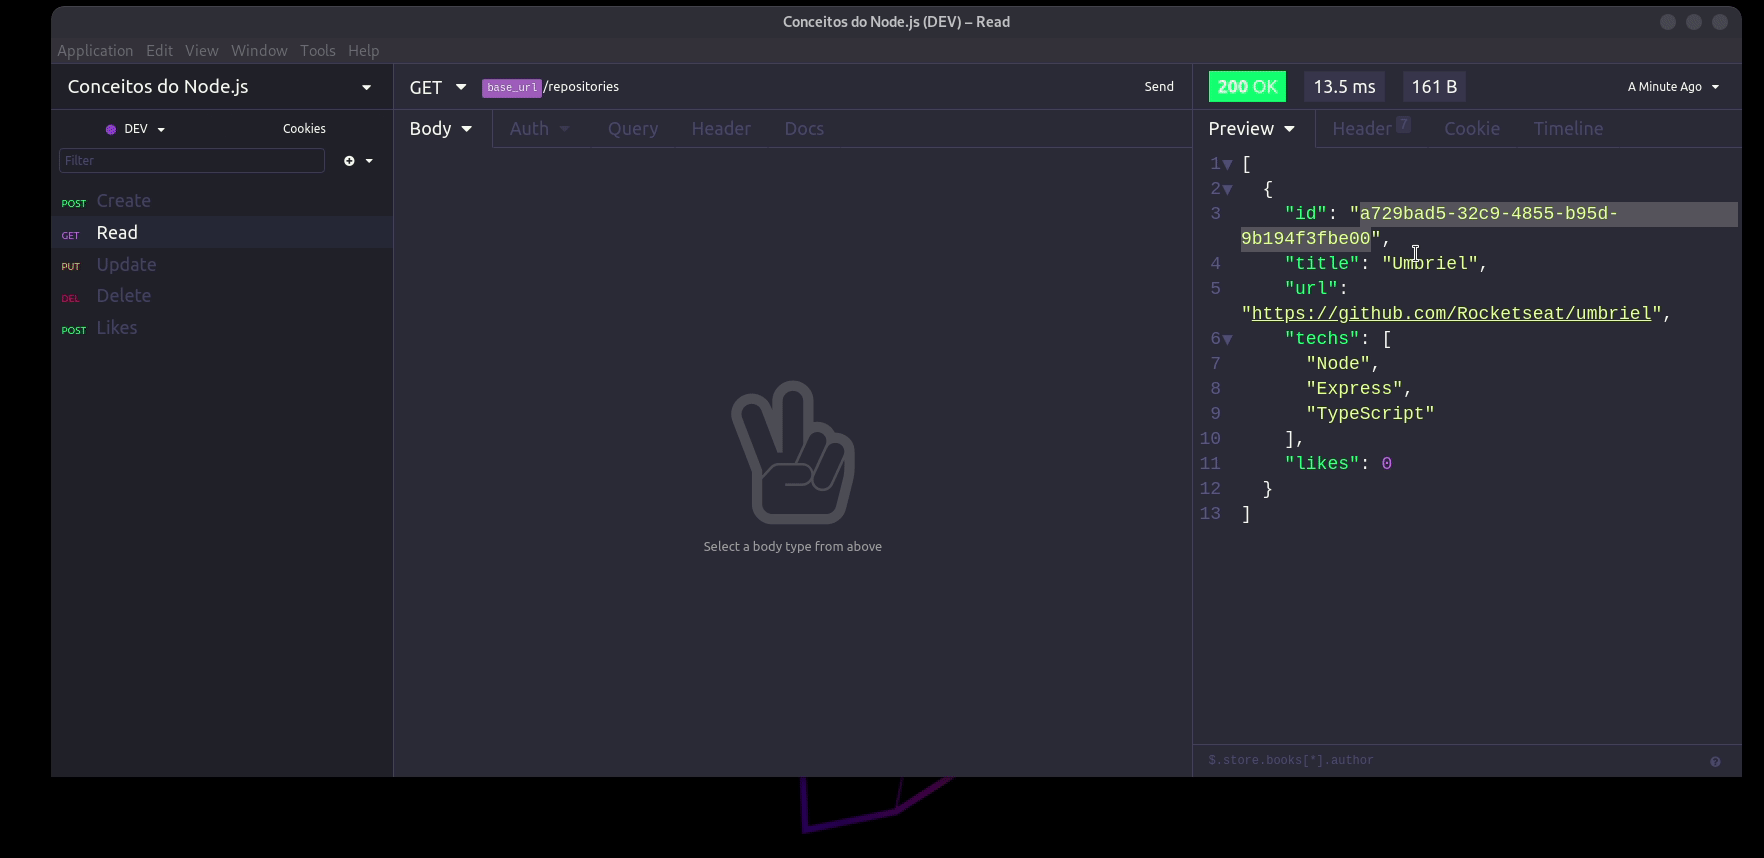 Conceitos do Node.js (DEV) – Read
Application Edit View Window Tools Help
Conceitos do Node.js
GET base_url/repositories Send
200 OK 13.5 ms 161 B A Minute Ago
DEV Cookies
Body Auth Query Header Docs
Preview Header 7 Cookie Timeline
Filter
POST Create
GET Read
PUT Update
DEL Delete
POST Likes
Select a body type from above
1 [
2 {
3 "id": "a729bad5-32c9-4855-b95d-
9b194f3fbe00",
4 "title": "Umbriel",
5 "url":
"https://github.com/Rocketseat/umbriel",
6 "techs": [
7 "Node",
8 "Express",
9 "TypeScript"
10 ],
11 "likes": 0
12 }
13 ]
$.store.books[*].author